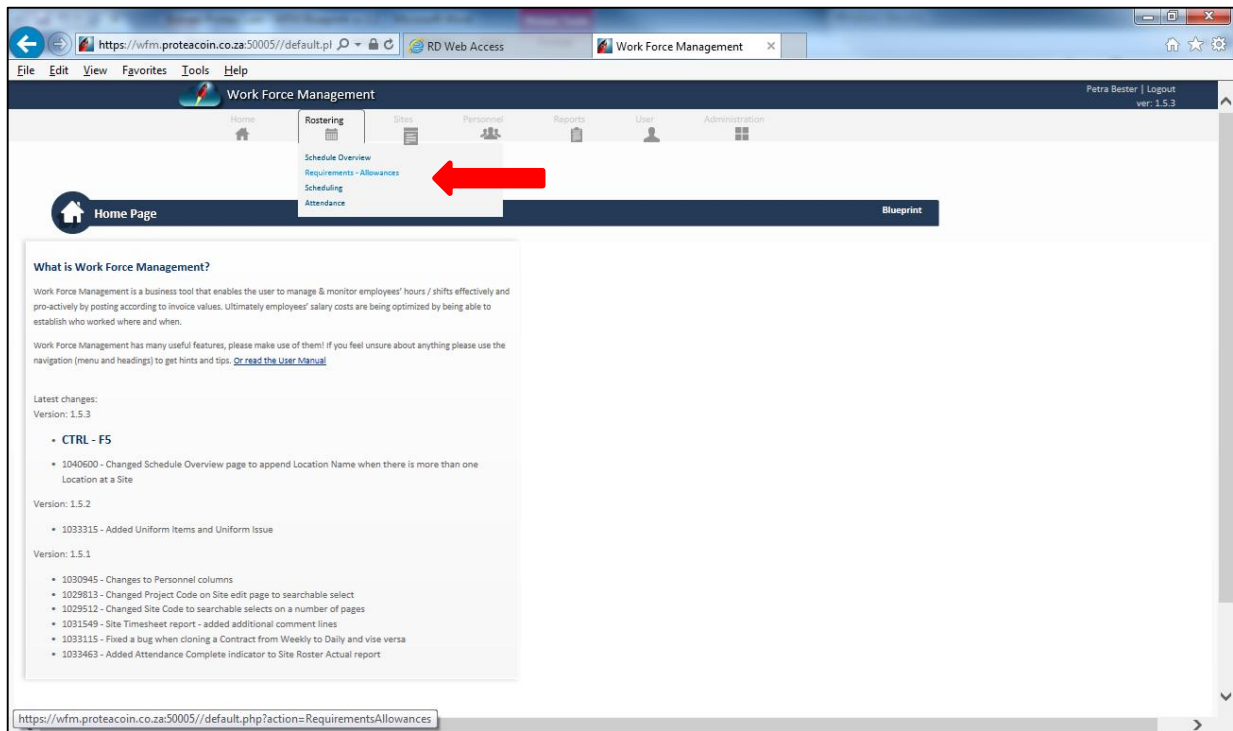 https://wfm.proteacoin.co.za:50005//default.pl
RD Web Access
Work Force Management
File Edit View Favorites Tools Help
Work Force Management
Petra Bester | Logout
ver: 1.5.3
Home Rostering Sites Personnel Reports User Administration
Schedule Overview
Requirements - Allowances
Scheduling
Attendance
Home Page
Blueprint
What is Work Force Management?
Work Force Management is a business tool that enables the user to manage & monitor employees' hours / shifts effectively and
pro-actively by posting according to invoice values. Ultimately employees' salary costs are being optimized by being able to
establish who worked where and when.
Work Force Management has many useful features, please make use of them! If you feel unsure about anything please use the
navigation (menu and headings) to get hints and tips. Or read the User Manual
Latest changes:
Version: 1.5.3
• CTRL - F5
• 1040600 - Changed Schedule Overview page to append Location Name when there is more than one
Location at a Site
Version: 1.5.2
• 1033315 - Added Uniform Items and Uniform Issue
Version: 1.5.1
• 1030945 - Changes to Personnel columns
• 1029813 - Changed Project Code on Site edit page to searchable select
• 1029512 - Changed Site Code to searchable selects on a number of pages
• 1031549 - Site Timesheet report - added additional comment lines
• 1033115 - Fixed a bug when cloning a Contract from Weekly to Daily and vise versa
• 1033463 - Added Attendance Complete indicator to Site Roster Actual report
https://wfm.proteacoin.co.za:50005//default.php?action=RequirementsAllowances